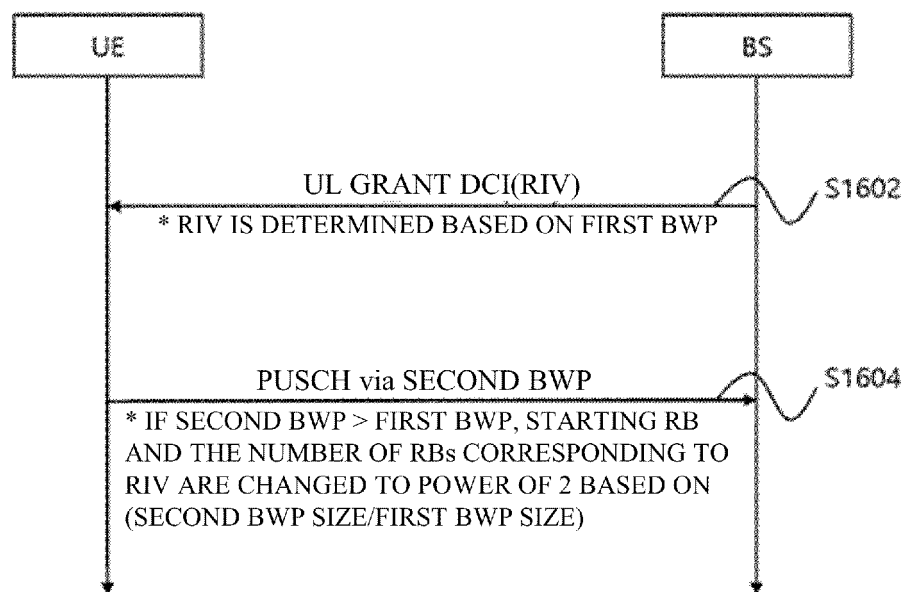 UE
BS
UL GRANT DCI(RIV)
S1602
* RIV IS DETERMINED BASED ON FIRST BWP
PUSCH via SECOND BWP
S1604
* IF SECOND BWP > FIRST BWP, STARTING RB
AND THE NUMBER OF RBs CORRESPONDING TO
RIV ARE CHANGED TO POWER OF 2 BASED ON
(SECOND BWP SIZE/FIRST BWP SIZE)